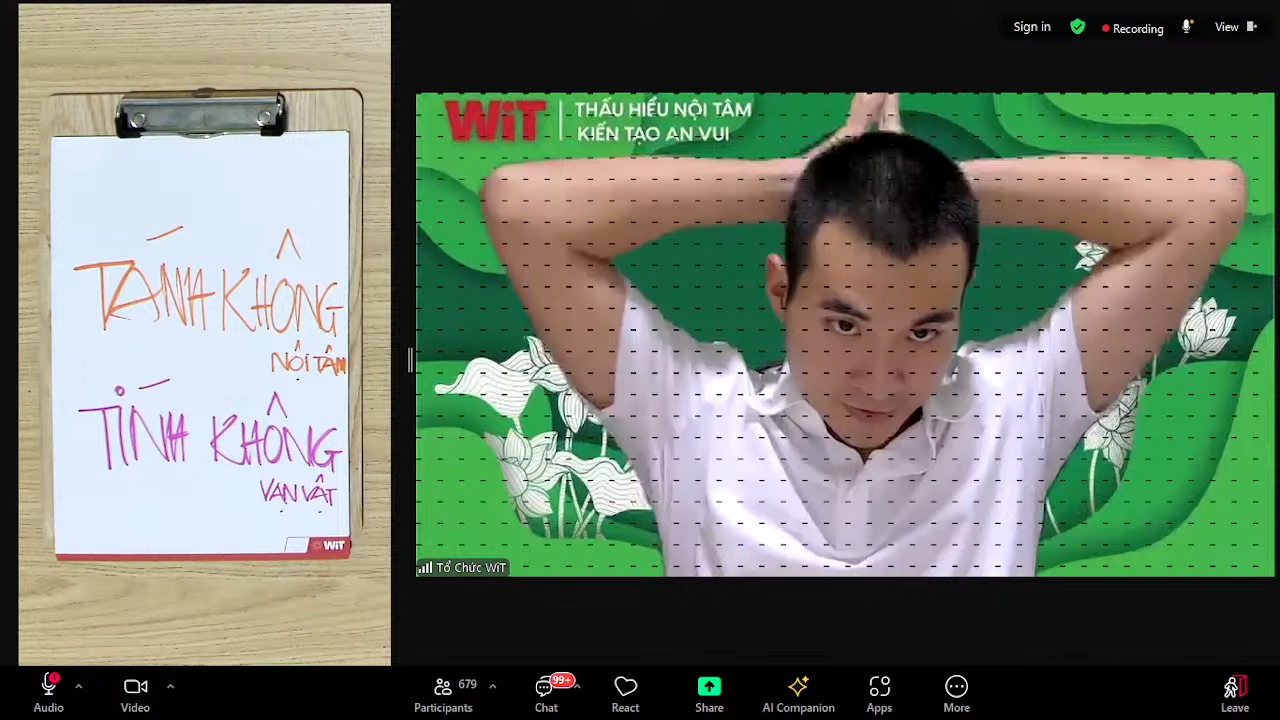 TÁNH KHÔNG
NỘI TÂM
TÍNH KHÔNG
VẠN VẬT
WiT
WiT
THẤU HIỂU NỘI TÂM
KIẾN TẠO AN VUI
Tổ Chức WiT
Sign in
Recording
View
Audio
Video
679
Participants
99+
Chat
React
Share
AI Companion
Apps
More
Leave